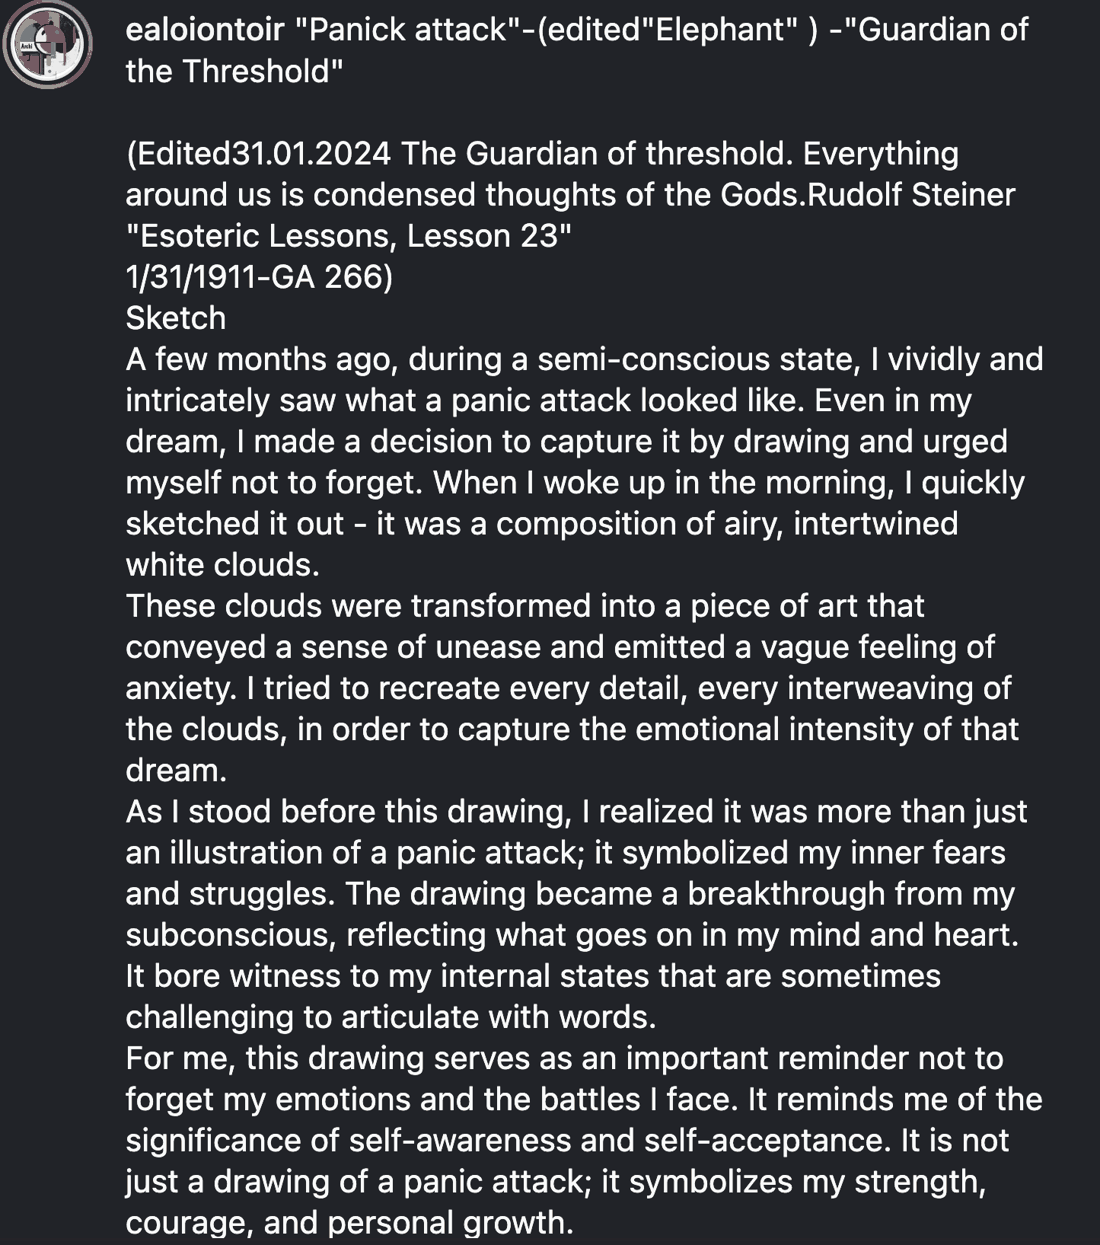 ealoiontoir "Panick attack"-(edited"Elephant" ) -"Guardian of
the Threshold"
(Edited31.01.2024 The Guardian of threshold. Everything
around us is condensed thoughts of the Gods.Rudolf Steiner
"Esoteric Lessons, Lesson 23"
1/31/1911-GA 266)
Sketch
A few months ago, during a semi-conscious state, I vividly and
intricately saw what a panic attack looked like. Even in my
dream, I made a decision to capture it by drawing and urged
myself not to forget. When I woke up in the morning, I quickly
sketched it out - it was a composition of airy, intertwined
white clouds.
These clouds were transformed into a piece of art that
conveyed a sense of unease and emitted a vague feeling of
anxiety. I tried to recreate every detail, every interweaving of
the clouds, in order to capture the emotional intensity of that
dream.
As I stood before this drawing, I realized it was more than just
an illustration of a panic attack; it symbolized my inner fears
and struggles. The drawing became a breakthrough from my
subconscious, reflecting what goes on in my mind and heart.
It bore witness to my internal states that are sometimes
challenging to articulate with words.
For me, this drawing serves as an important reminder not to
forget my emotions and the battles I face. It reminds me of the
significance of self-awareness and self-acceptance. It is not
just a drawing of a panic attack; it symbolizes my strength,
courage, and personal growth.